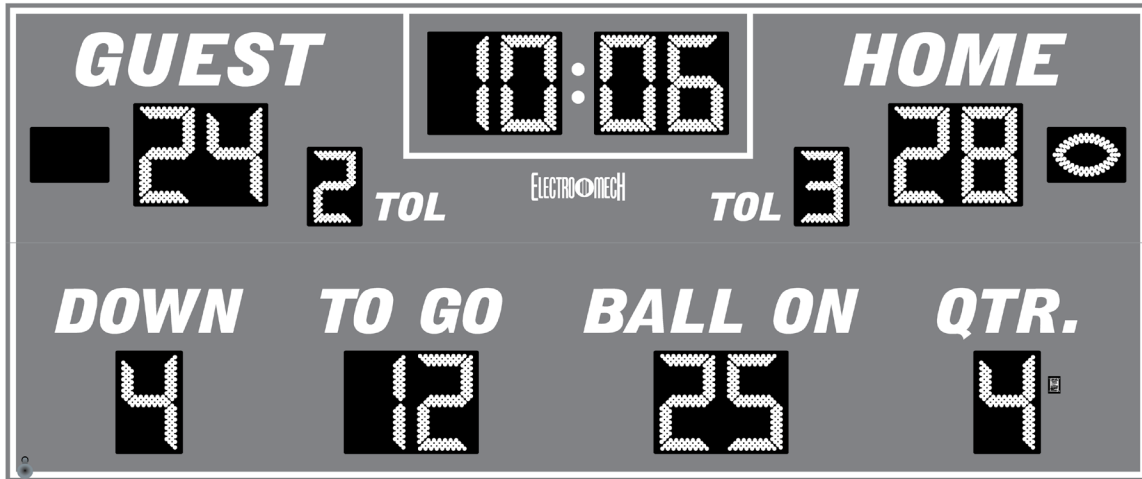 GUEST 10:06 HOME
24 28
2 TOL ELECTRO MECH TOL 3
DOWN TO GO BALL ON QTR.
4 12 25 4